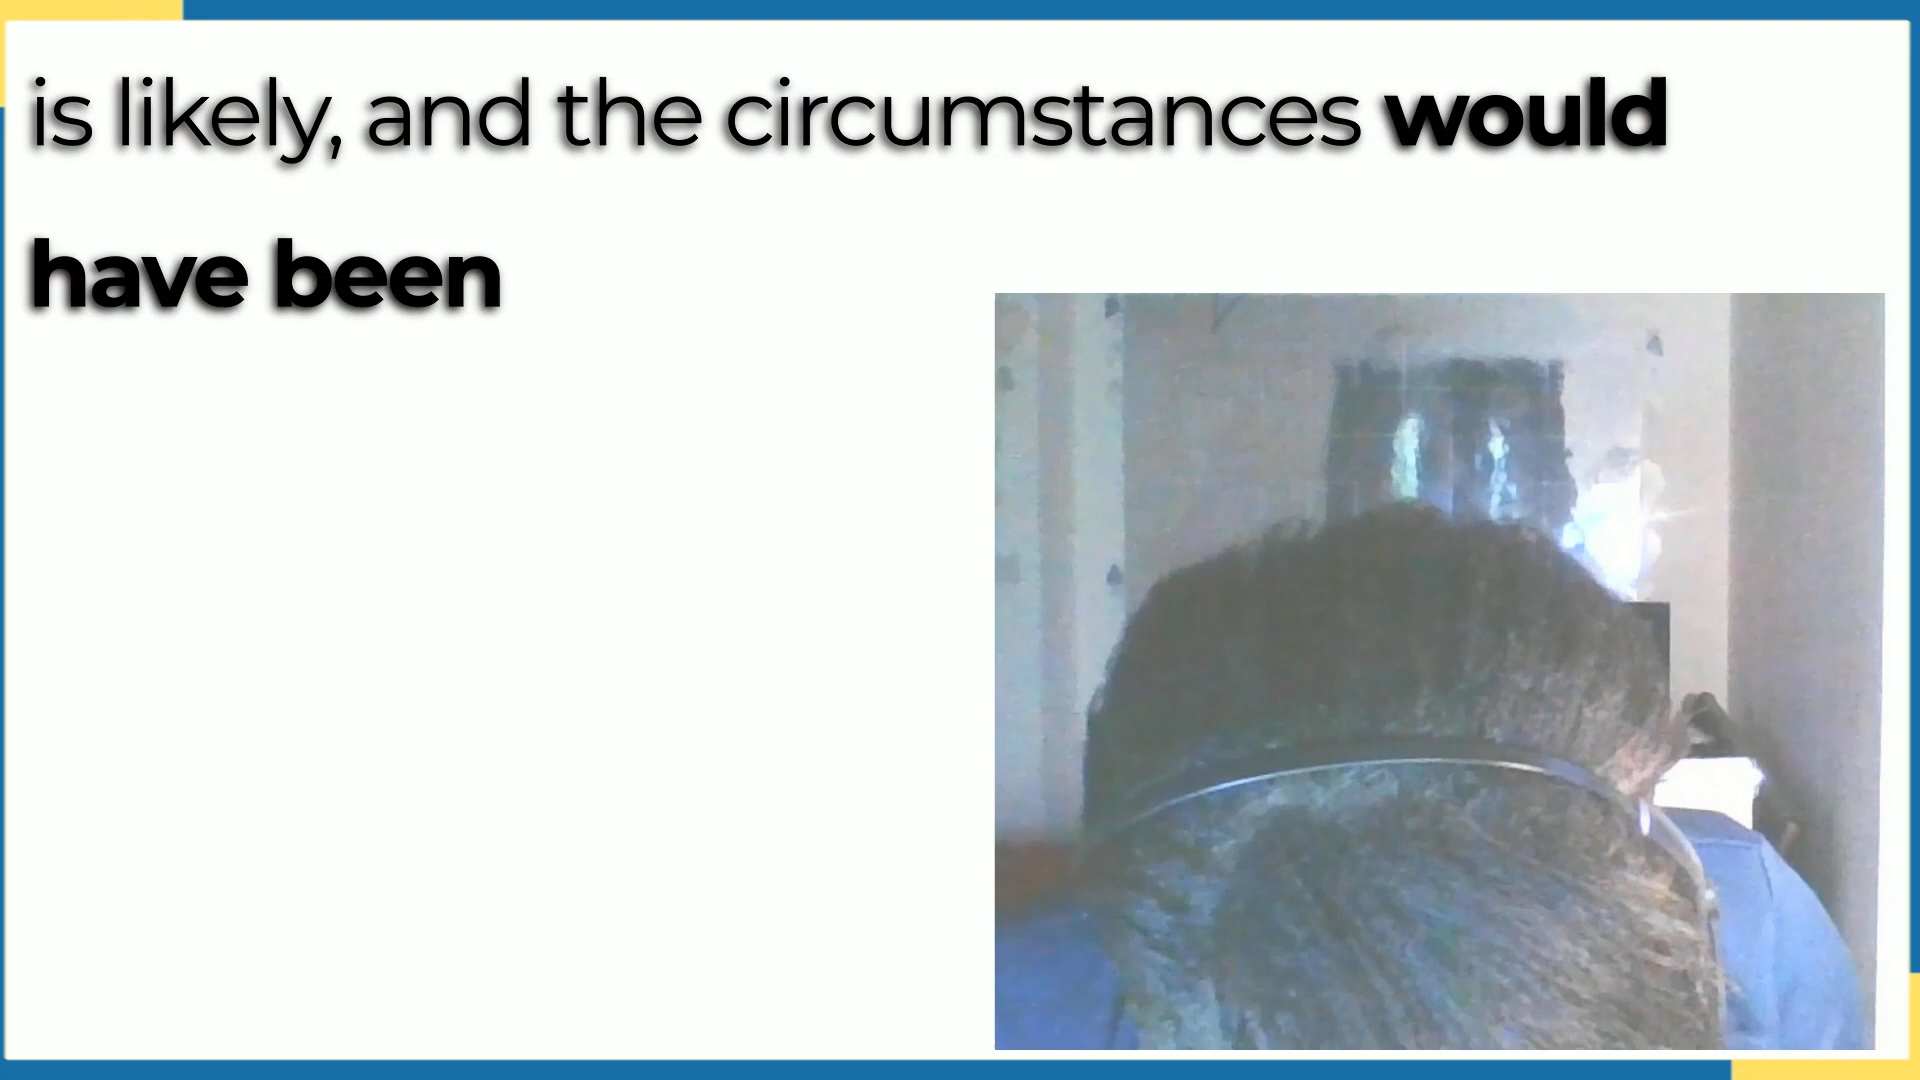 is likely, and the circumstances would
have been